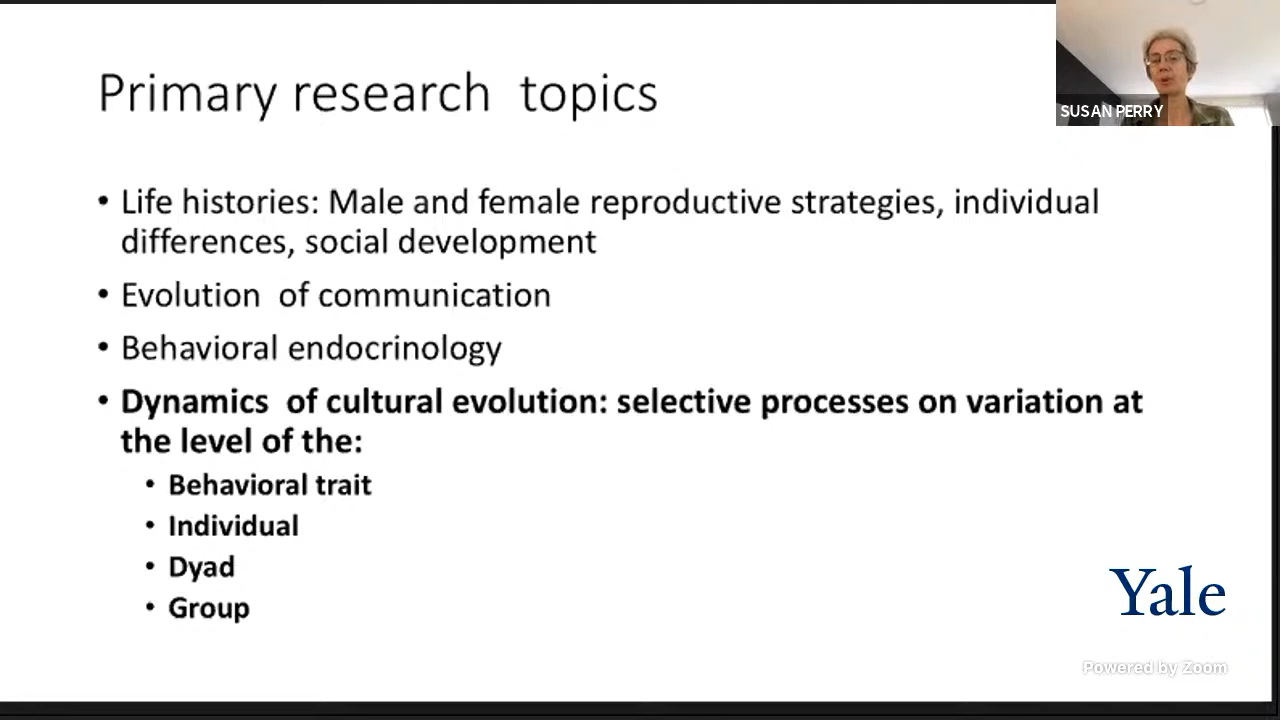 Primary research topics
SUSAN PERRY
• Life histories: Male and female reproductive strategies, individual
differences, social development
• Evolution of communication
• Behavioral endocrinology
• Dynamics of cultural evolution: selective processes on variation at
the level of the:
• Behavioral trait
• Individual
• Dyad
• Group
Yale
Powered by Zoom